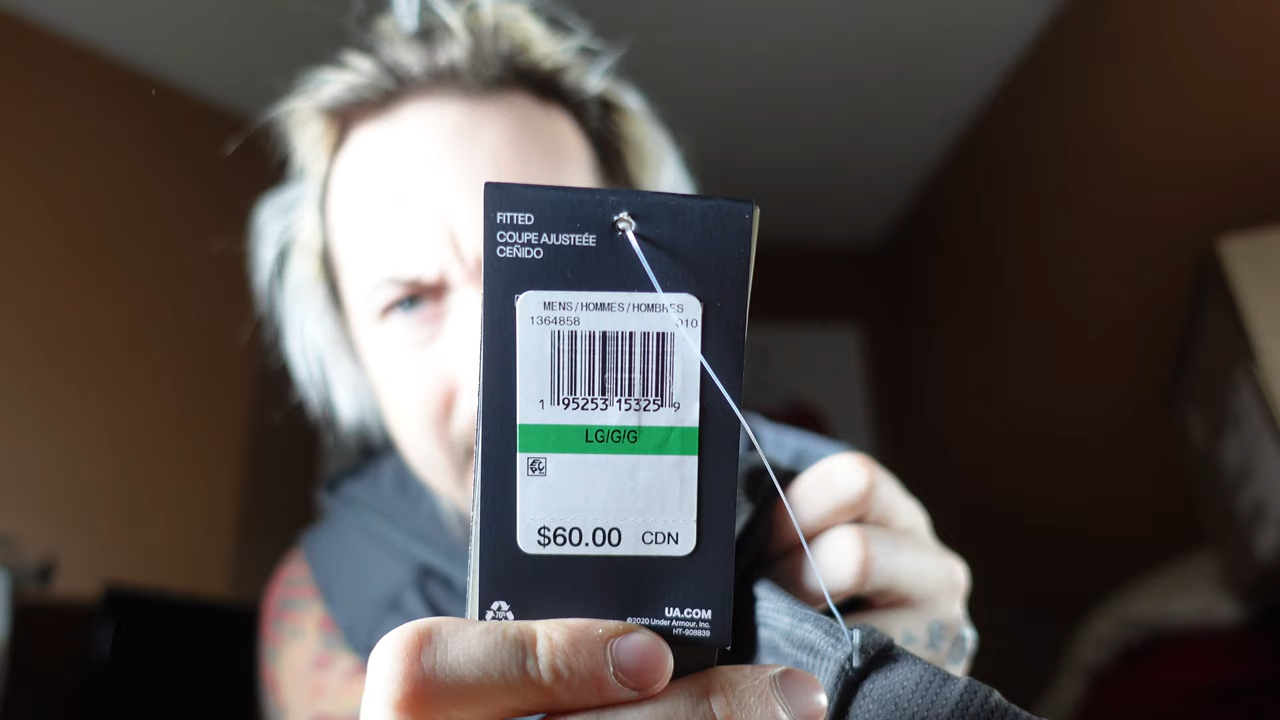 FITTED
COUPE AJUSTEÉE
CEÑIDO
MENS / HOMMES / HOMBRES
1364858 010
1 95253 15325 9
LG/G/G
$60.00 CDN
70%
UA.COM
©2020 Under Armour, Inc.
HT-908839